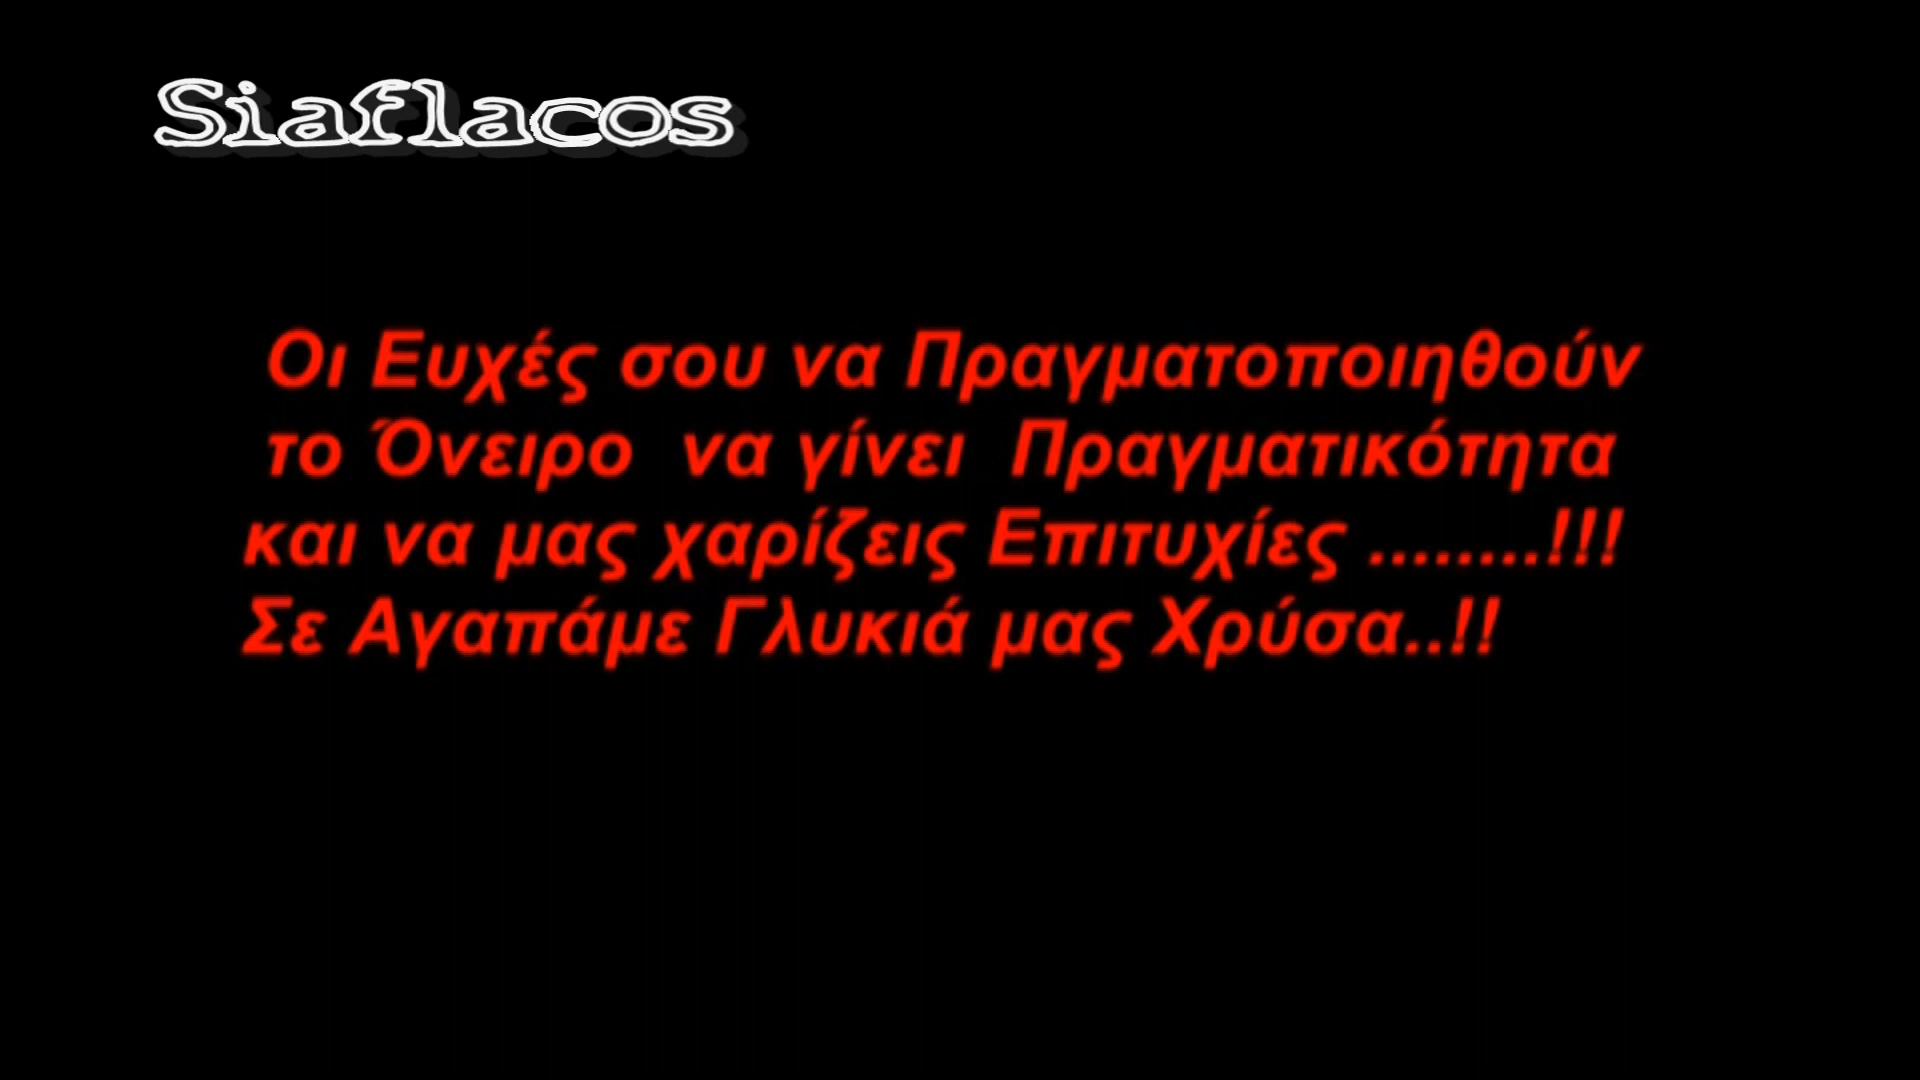 Siaflacos
Οι Ευχές σου να Πραγματοποιηθούν
το Όνειρο να γίνει Πραγματικότητα
και να μας χαρίζεις Επιτυχίες ........!!!
Σε Αγαπάμε Γλυκιά μας Χρύσα..!!